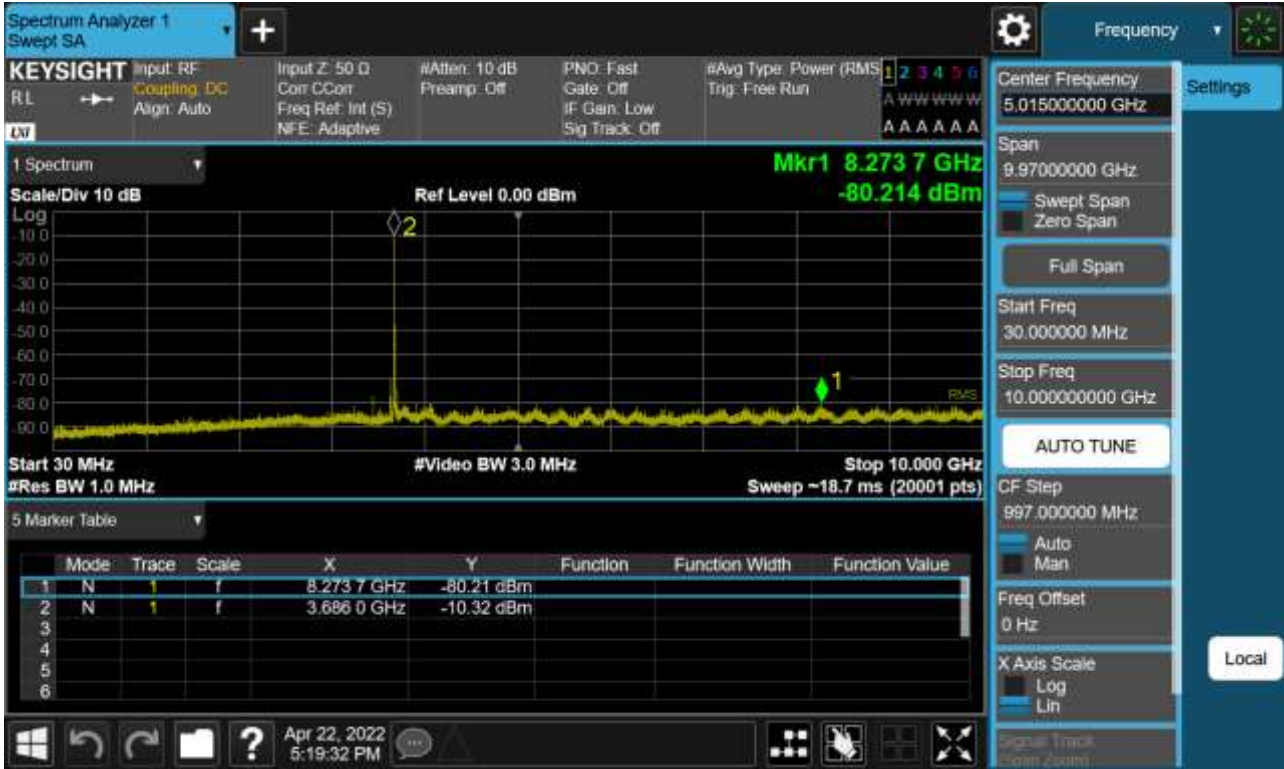 Spectrum Analyzer 1
Swept SA
Frequency
KEYSIGHT
RL
LXI
Input: RF
Coupling: DC
Align: Auto
Input Z: 50 Ω
Corr CCorr
Freq Ref: Int (S)
NFE: Adaptive
#Atten: 10 dB
Preamp: Off
PNO: Fast
Gate: Off
IF Gain: Low
Sig Track: Off
#Avg Type: Power (RMS
Trig: Free Run
1 2 3 4 5 6
A W W W W W
A A A A A A
1 Spectrum
Scale/Div 10 dB
Ref Level 0.00 dBm
Mkr1 8.273 7 GHz
-80.214 dBm
Log
-10.0
-20.0
-30.0
-40.0
-50.0
-60.0
-70.0
-80.0
-90.0
2
1
RMS
Start 30 MHz
#Video BW 3.0 MHz
Stop 10.000 GHz
#Res BW 1.0 MHz
Sweep ~18.7 ms (20001 pts)
5 Marker Table
Mode Trace Scale X Y Function Function Width Function Value
1 N 1 f 8.273 7 GHz -80.21 dBm
2 N 1 f 3.686 0 GHz -10.32 dBm
3
4
5
6
Apr 22, 2022
5:19:32 PM
Center Frequency
5.015000000 GHz
Settings
Span
9.97000000 GHz
Swept Span
Zero Span
Full Span
Start Freq
30.000000 MHz
Stop Freq
10.000000000 GHz
AUTO TUNE
CF Step
997.000000 MHz
Auto
Man
Freq Offset
0 Hz
X Axis Scale
Log
Lin
Local
Signal Track
(Span Zoom)